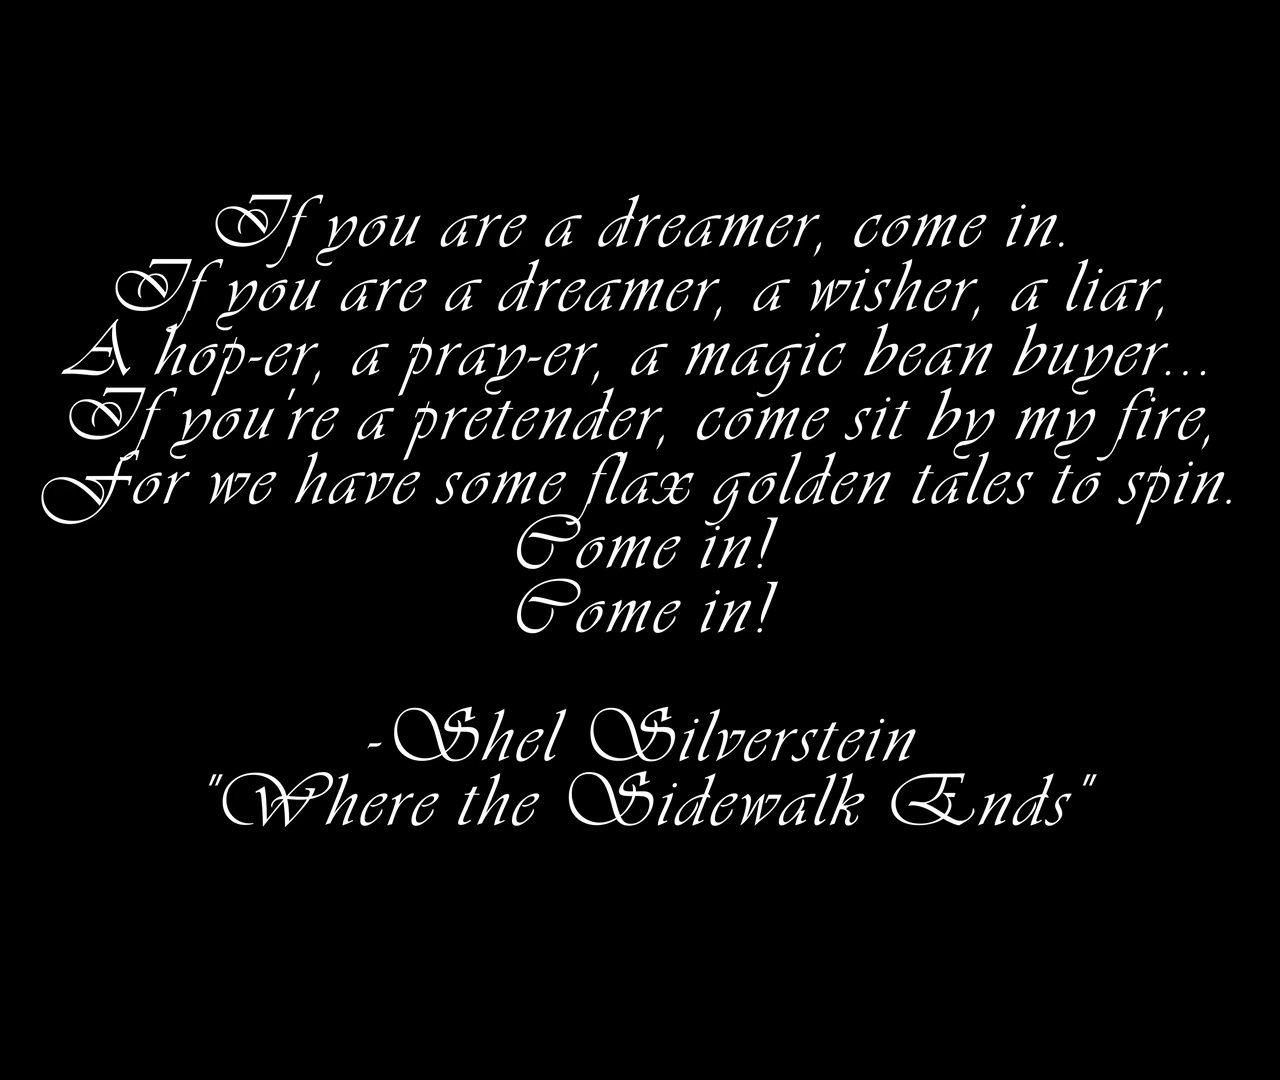 If you are a dreamer, come in.
If you are a dreamer, a wisher, a liar,
A hop-er, a pray-er, a magic bean buyer...
If you're a pretender, come sit by my fire,
For we have some flax golden tales to spin.
Come in!
Come in!
-Shel Silverstein
"Where the Sidewalk Ends"